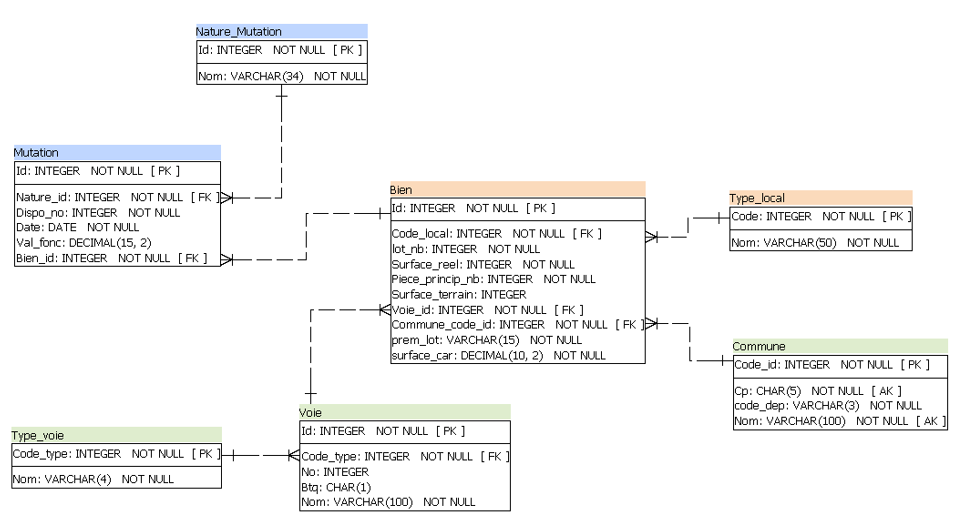 Nature_Mutation
Id: INTEGER NOT NULL [ PK ]
Nom: VARCHAR(34) NOT NULL
Mutation
Id: INTEGER NOT NULL [ PK ]
Nature_id: INTEGER NOT NULL [ FK ]
Dispo_no: INTEGER NOT NULL
Date: DATE NOT NULL
Val_fonc: DECIMAL(15, 2)
Bien_id: INTEGER NOT NULL [ FK ]
Bien
Id: INTEGER NOT NULL [ PK ]
Code_local: INTEGER NOT NULL [ FK ]
lot_nb: INTEGER NOT NULL
Surface_reel: INTEGER NOT NULL
Piece_princip_nb: INTEGER NOT NULL
Surface_terrain: INTEGER
Voie_id: INTEGER NOT NULL [ FK ]
Commune_code_id: INTEGER NOT NULL [ FK ]
prem_lot: VARCHAR(15) NOT NULL
surface_car: DECIMAL(10, 2) NOT NULL
Type_local
Code: INTEGER NOT NULL [ PK ]
Nom: VARCHAR(50) NOT NULL
Commune
Code_id: INTEGER NOT NULL [ PK ]
Cp: CHAR(5) NOT NULL [ AK ]
code_dep: VARCHAR(3) NOT NULL
Nom: VARCHAR(100) NOT NULL [ AK ]
Voie
Id: INTEGER NOT NULL [ PK ]
Code_type: INTEGER NOT NULL [ FK ]
No: INTEGER
Btq: CHAR(1)
Nom: VARCHAR(100) NOT NULL
Type_voie
Code_type: INTEGER NOT NULL [ PK ]
Nom: VARCHAR(4) NOT NULL